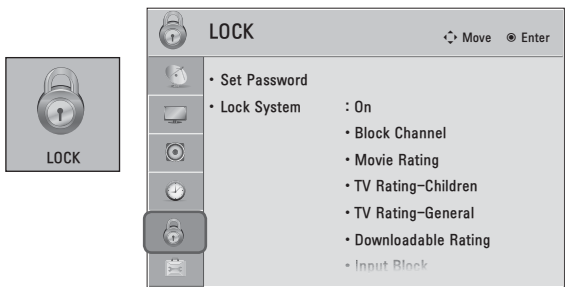 LOCK
LOCK Move Enter
• Set Password
• Lock System : On
• Block Channel
• Movie Rating
• TV Rating-Children
• TV Rating-General
• Downloadable Rating
• Input Block